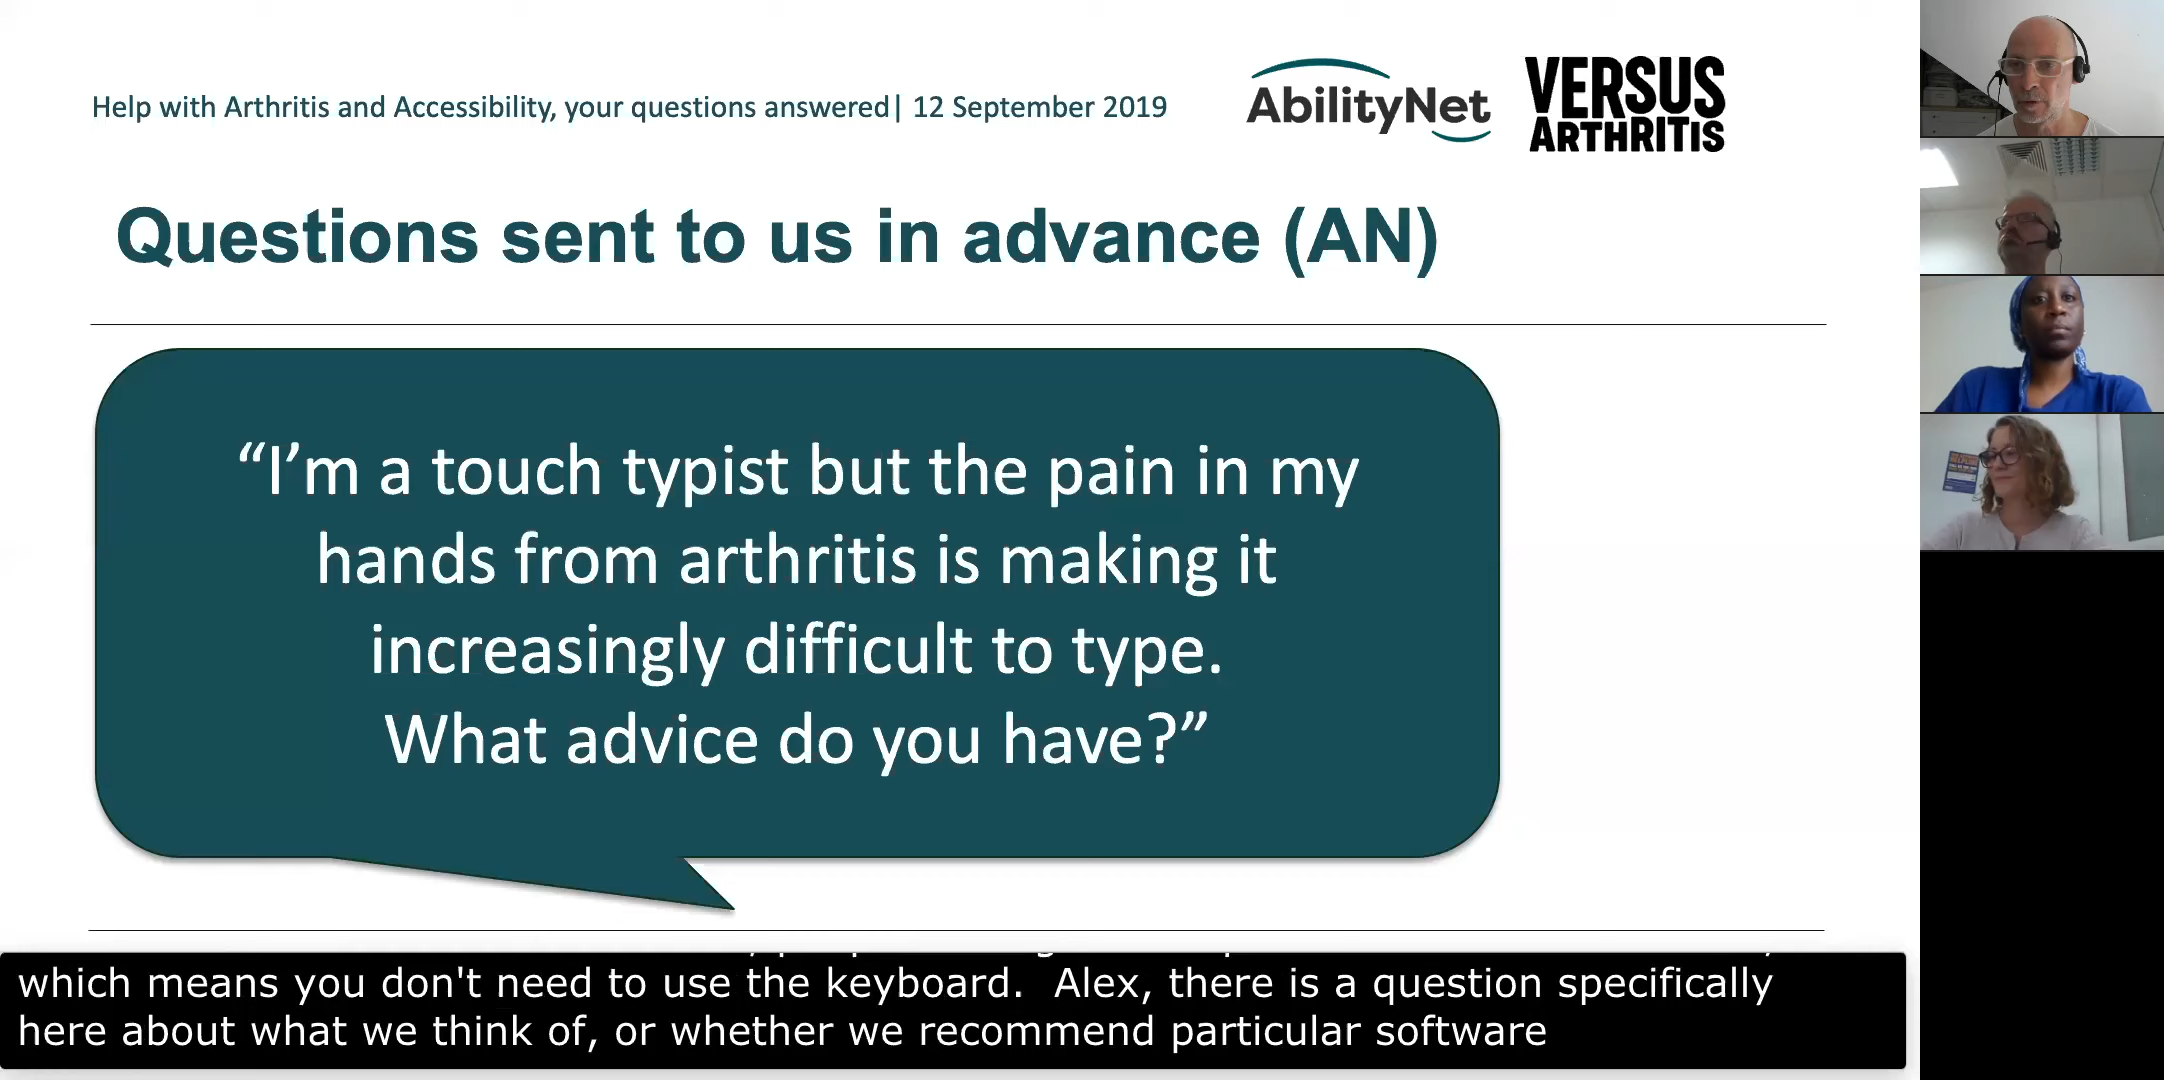 Help with Arthritis and Accessibility, your questions answered| 12 September 2019
AbilityNet
VERSUS
ARTHRITIS
Questions sent to us in advance (AN)
“I’m a touch typist but the pain in my
hands from arthritis is making it
increasingly difficult to type.
What advice do you have?”
which means you don't need to use the keyboard.  Alex, there is a question specifically
here about what we think of, or whether we recommend particular software